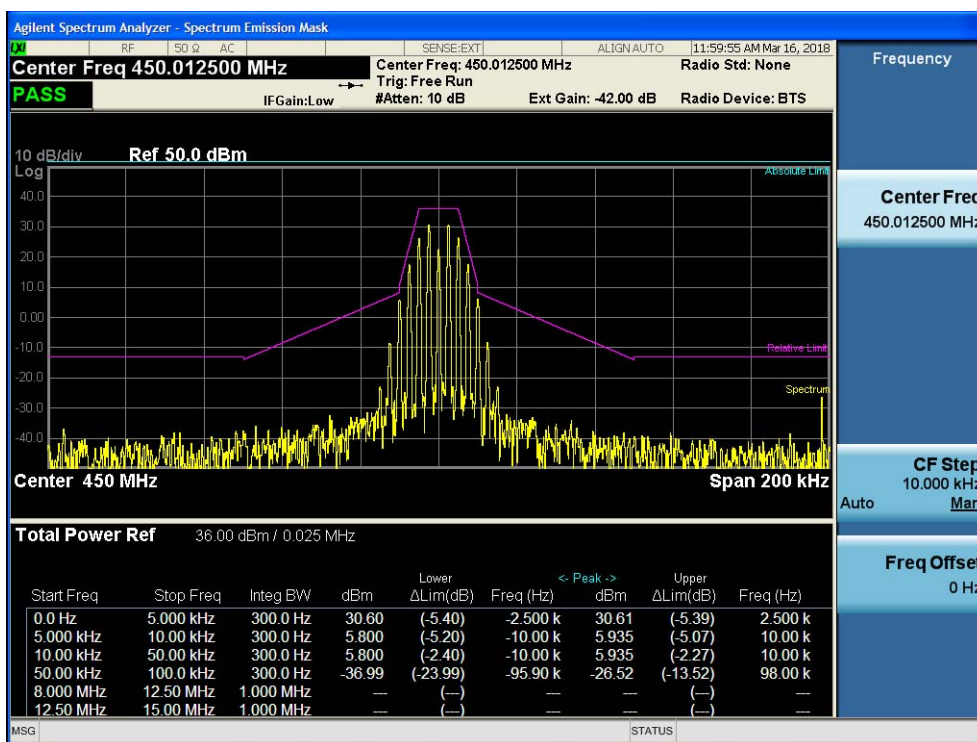 Agilent Spectrum Analyzer - Spectrum Emission Mask
LXI RF 50 Ω AC SENSE:EXT ALIGN AUTO 11:59:55 AM Mar 16, 2018
Center Freq 450.012500 MHz Center Freq: 450.012500 MHz Radio Std: None
Trig: Free Run
PASS IFGain:Low #Atten: 10 dB Ext Gain: -42.00 dB Radio Device: BTS
10 dB/div Ref 50.0 dBm
Log Absolute Limit
40.0
30.0
20.0
10.0
0.00
-10.0 Relative Limit
-20.0
Spectrum
-30.0
-40.0
Center 450 MHz Span 200 kHz
Total Power Ref 36.00 dBm / 0.025 MHz
Lower <- Peak -> Upper
Start Freq Stop Freq Integ BW dBm ΔLim(dB) Freq (Hz) dBm ΔLim(dB) Freq (Hz)
0.0 Hz 5.000 kHz 300.0 Hz 30.60 (-5.40) -2.500 k 30.61 (-5.39) 2.500 k
5.000 kHz 10.00 kHz 300.0 Hz 5.800 (-5.20) -10.00 k 5.935 (-5.07) 10.00 k
10.00 kHz 50.00 kHz 300.0 Hz 5.800 (-2.40) -10.00 k 5.935 (-2.27) 10.00 k
50.00 kHz 100.0 kHz 300.0 Hz -36.99 (-23.99) -95.90 k -26.52 (-13.52) 98.00 k
8.000 MHz 12.50 MHz 1.000 MHz --- (---) --- --- (---) ---
12.50 MHz 15.00 MHz 1.000 MHz --- (---) --- --- (---) ---
MSG STATUS
Frequency
Center Freq
450.012500 MHz
CF Step
10.000 kHz
Auto Man
Freq Offset
0 Hz